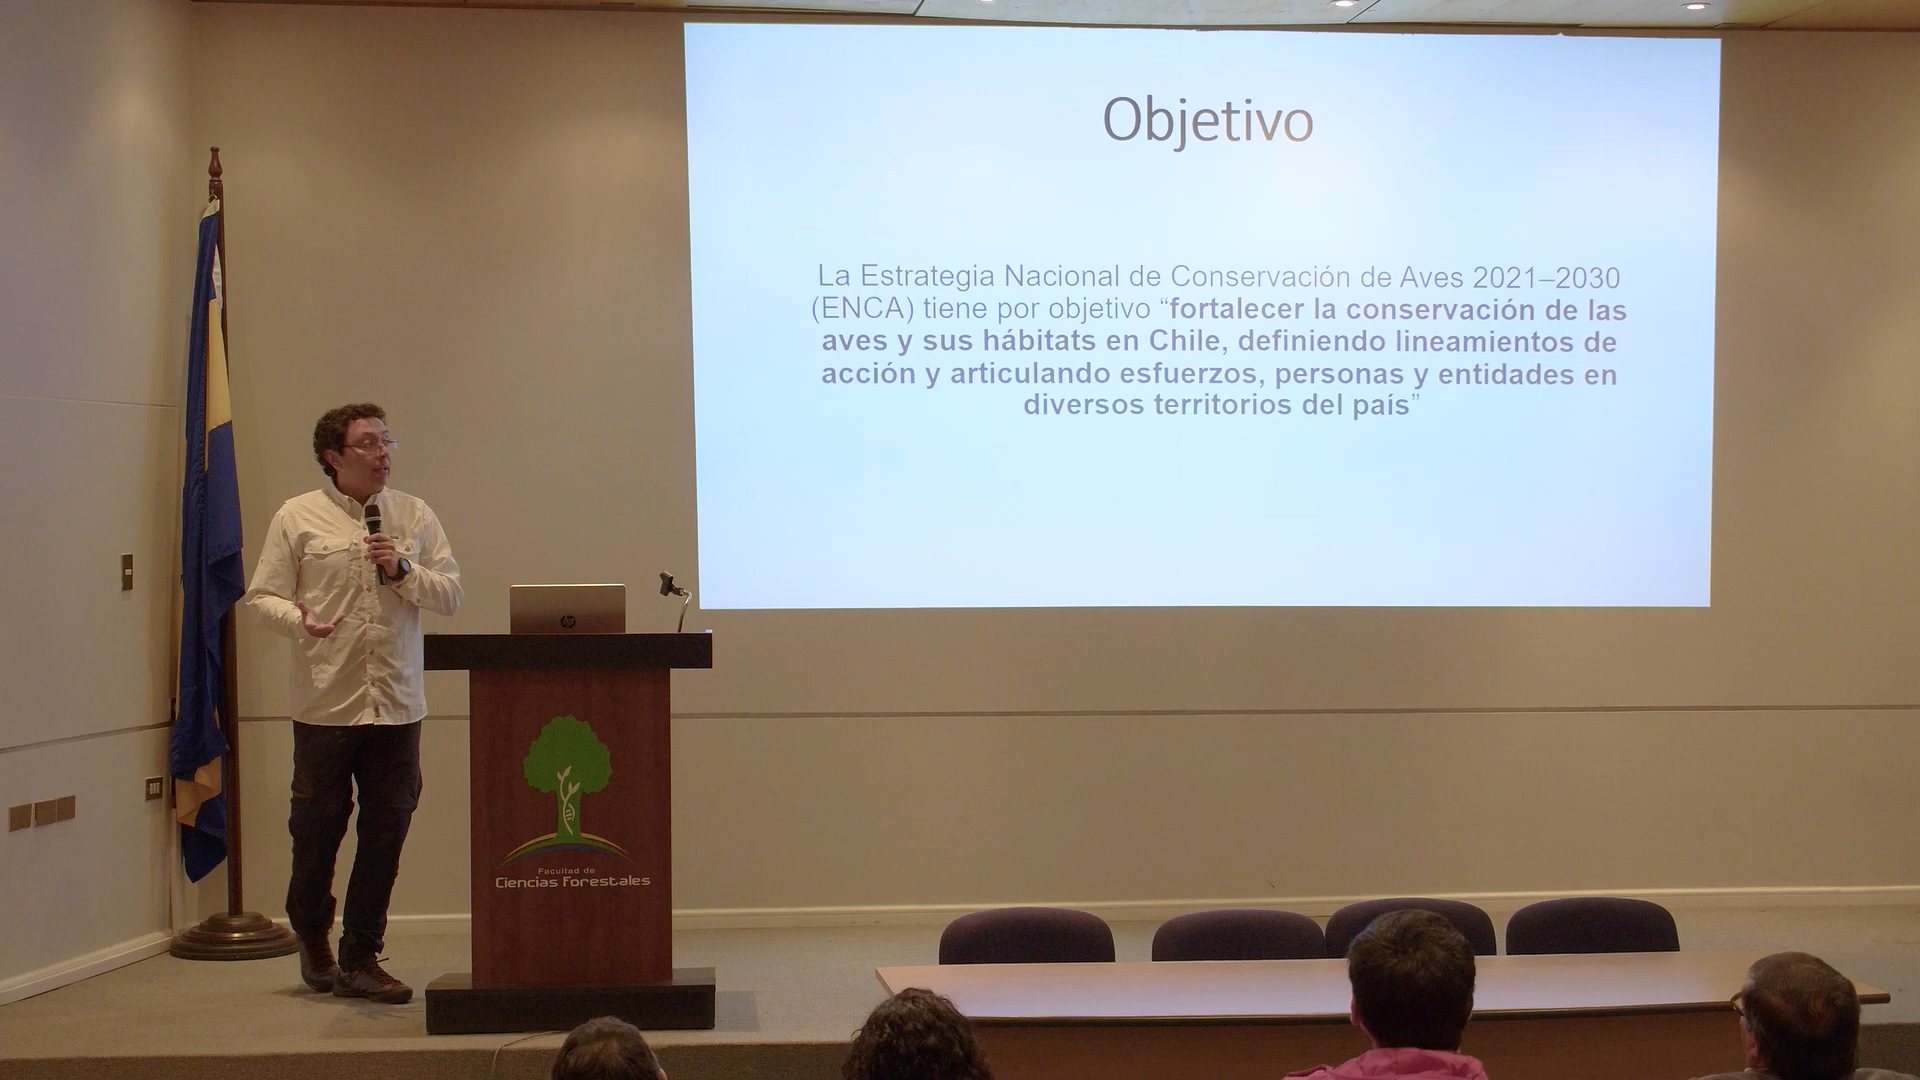 Objetivo
La Estrategia Nacional de Conservación de Aves 2021–2030
(ENCA) tiene por objetivo “fortalecer la conservación de las
aves y sus hábitats en Chile, definiendo lineamientos de
acción y articulando esfuerzos, personas y entidades en
diversos territorios del país”
hp
Facultad de
Ciencias Forestales